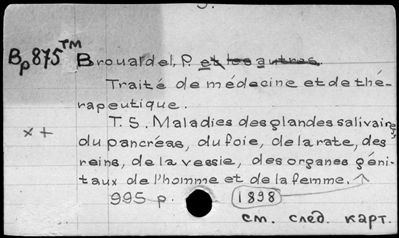 Bp875™
Brouardel, P. et les autres.
Traité de médecine et de thé-
rapeutique.
T. 5. Maladies des glandes salivaires
x +
du pancréas, du foie, de la rate, des
reins, de la vessie, des organes géni-
taux de l'homme et de la femme.
995 p. 1898
см. след. карт.